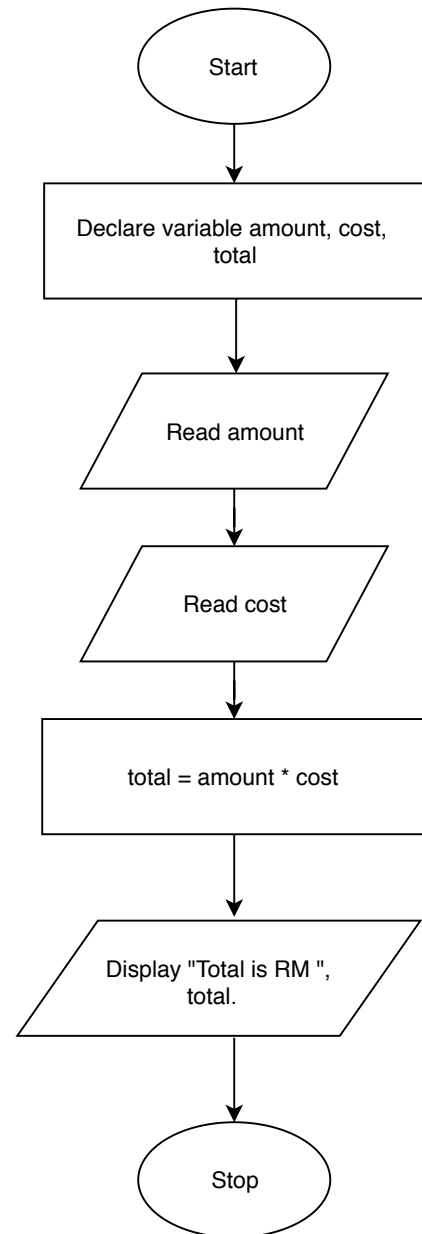 Start
Declare variable amount, cost,
total
Read amount
Read cost
total = amount * cost
Display "Total is RM ",
total.
Stop